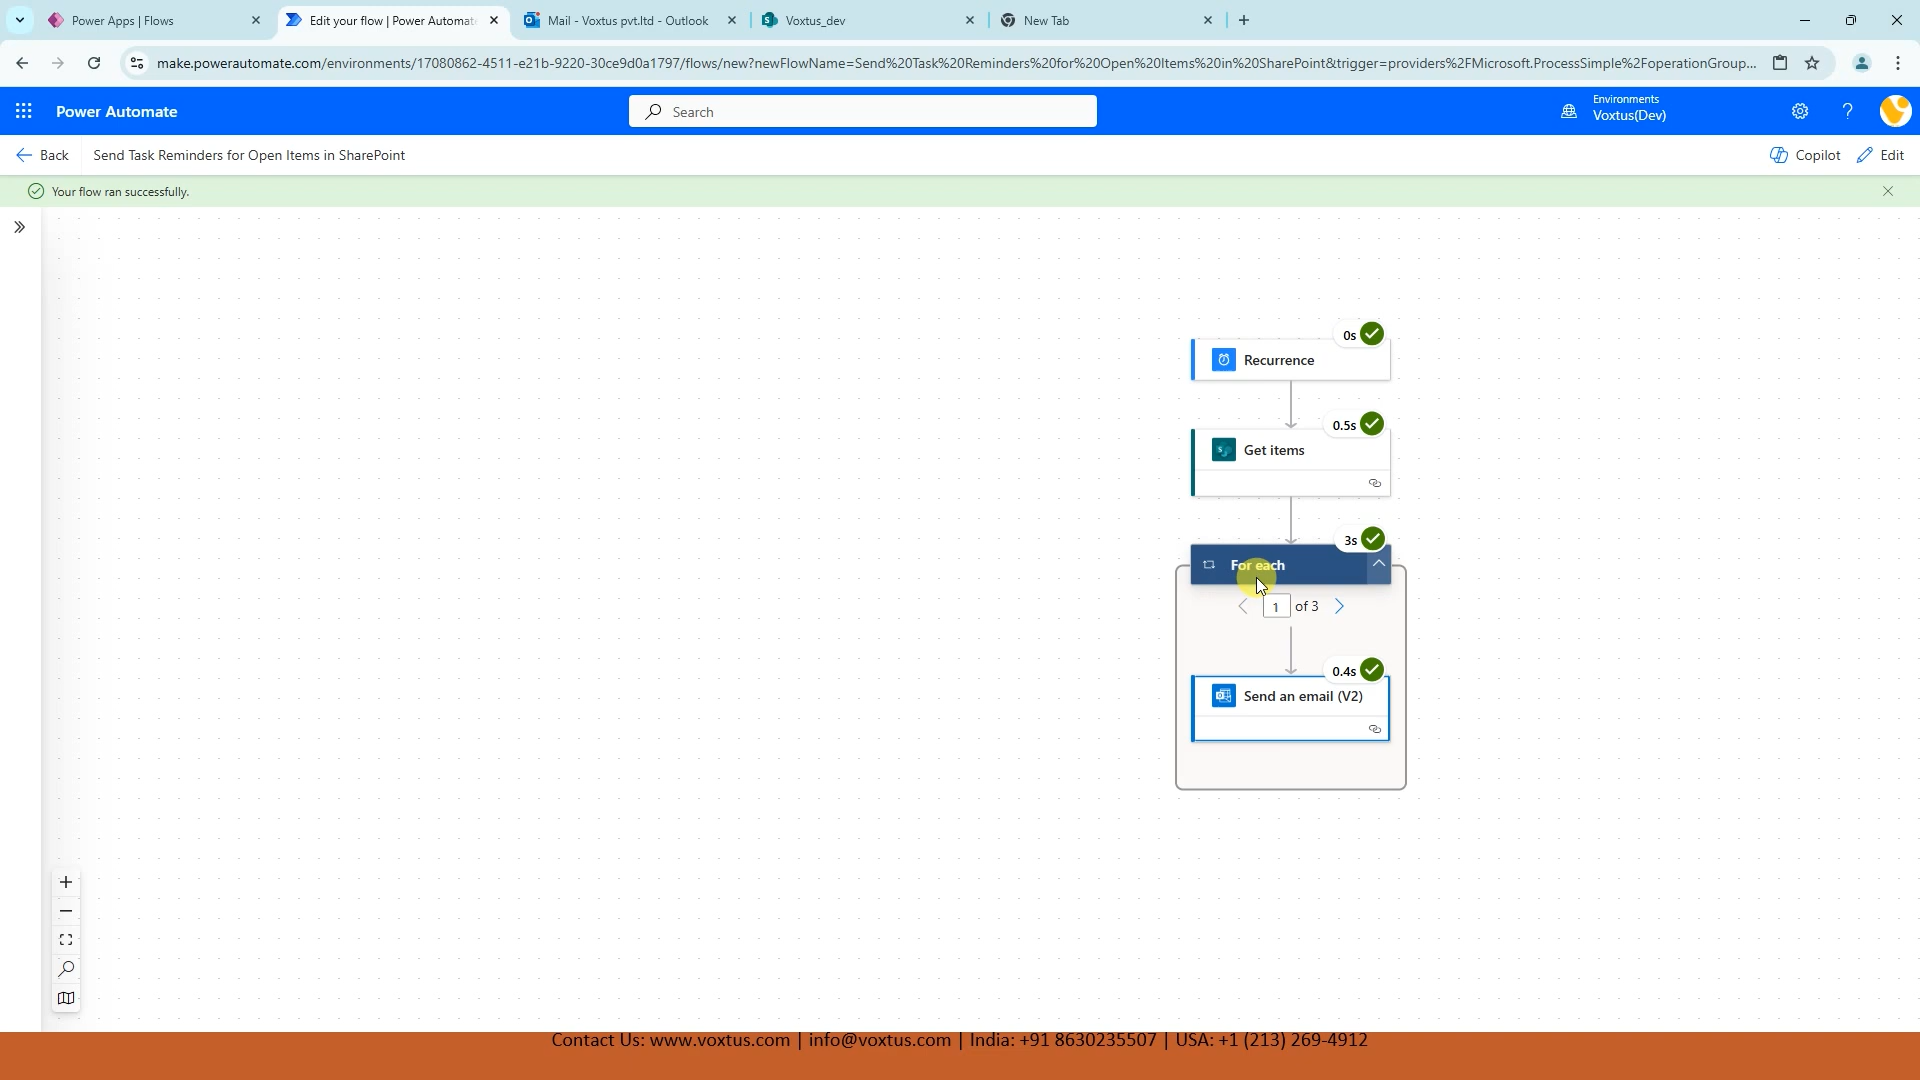 Power Apps | Flows
Edit your flow | Power Automat
Mail - Voxtus pvt.ltd - Outlook
Voxtus_dev
New Tab
make.powerautomate.com/environments/17080862-4511-e21b-9220-30ce9d0a1797/flows/new?newFlowName=Send%20Task%20Reminders%20for%20Open%20Items%20in%20SharePoint&trigger=providers%2FMicrosoft.ProcessSimple%2FoperationGroup...
Power Automate
Search
Environments
Voxtus(Dev)
Back
Send Task Reminders for Open Items in SharePoint
Copilot
Edit
Your flow ran successfully.
0s
Recurrence
0.5s
Get items
3s
For each
1 of 3
0.4s
Send an email (V2)
Contact Us: www.voxtus.com | info@voxtus.com | India: +91 8630235507 | USA: +1 (213) 269-4912